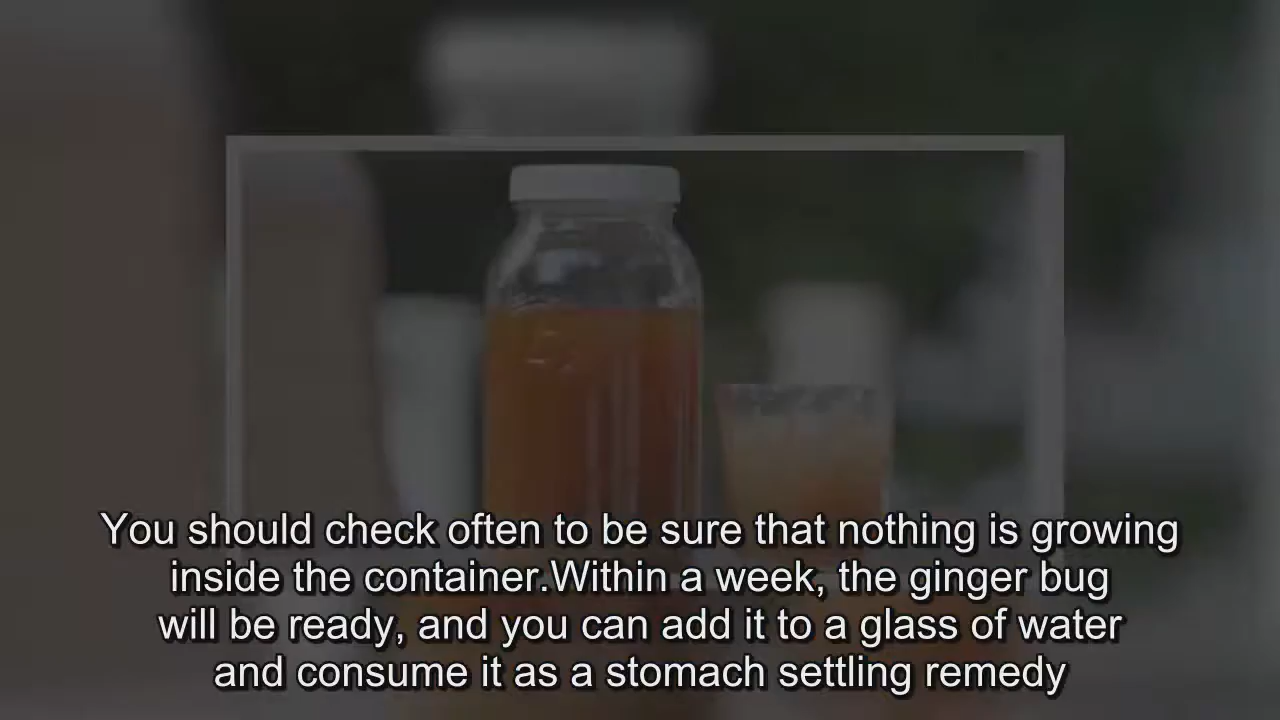 You should check often to be sure that nothing is growing
inside the container.Within a week, the ginger bug
will be ready, and you can add it to a glass of water
and consume it as a stomach settling remedy